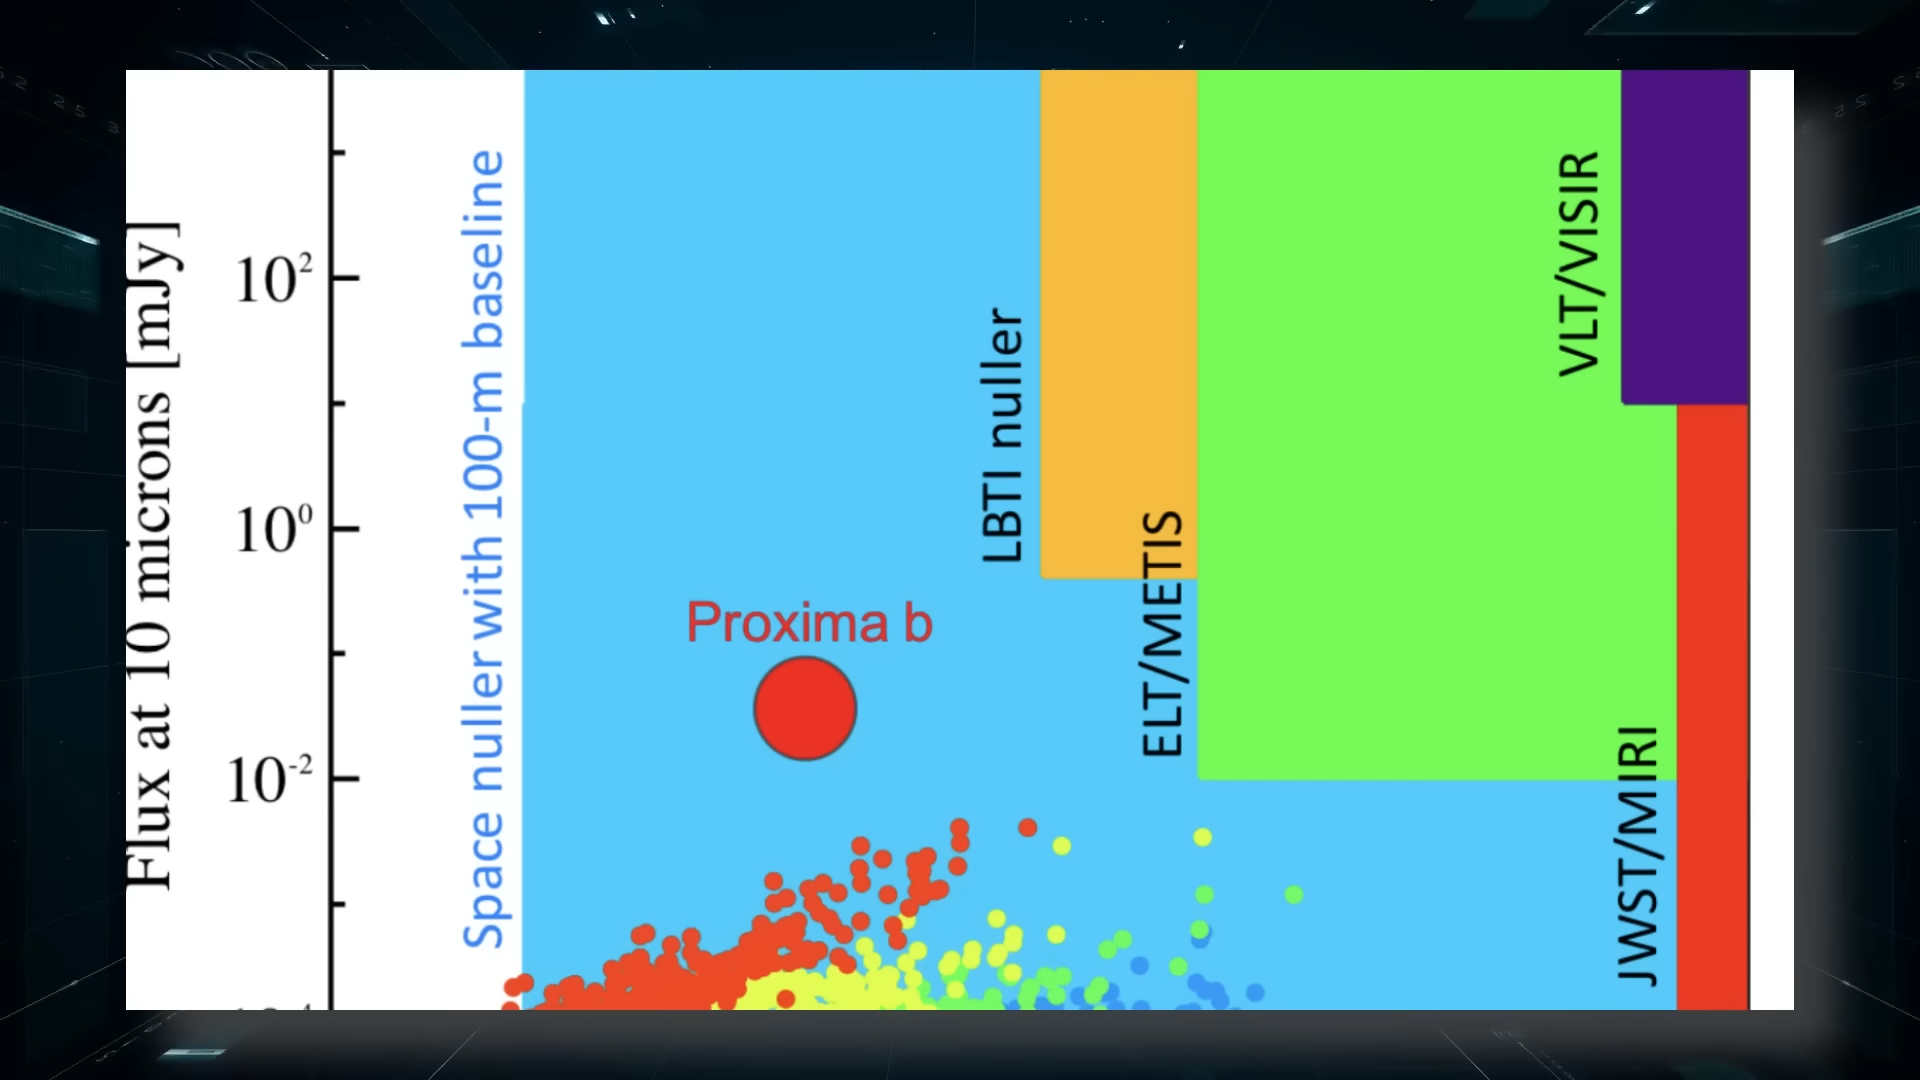 Flux at 10 microns [mJy]
10²
10⁰
10⁻²
Space nuller with 100-m baseline
LBTI nuller
ELT/METIS
VLT/VISIR
JWST/MIRI
Proxima b